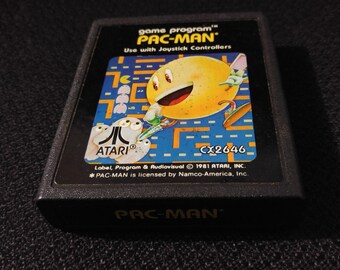 game program™
PAC-MAN*
Use with Joystick Controllers
ATARI®
CX2646
Label, Program & Audiovisual © 1981 ATARI, INC.
* PAC-MAN is licensed by Namco-America, Inc.
PAC-MAN*